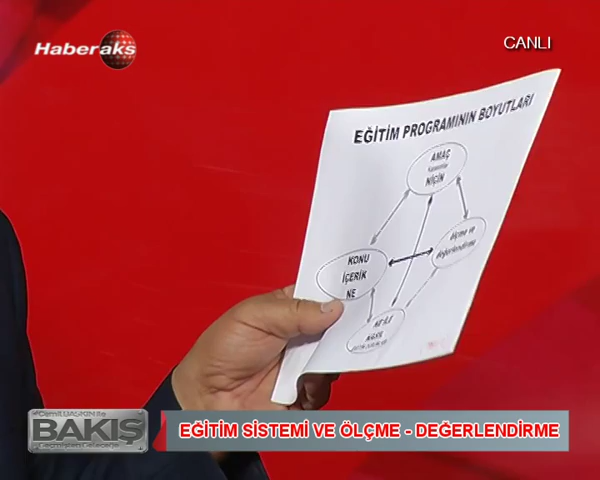 Haberaks
CANLI
EĞİTİM PROGRAMININ BOYUTLARI
AMAÇ
NİÇİN
ölçme ve
değerlendirme
KONU
İÇERİK
NE
BAKIŞ
EĞİTİM SİSTEMİ VE ÖLÇME - DEĞERLENDİRME